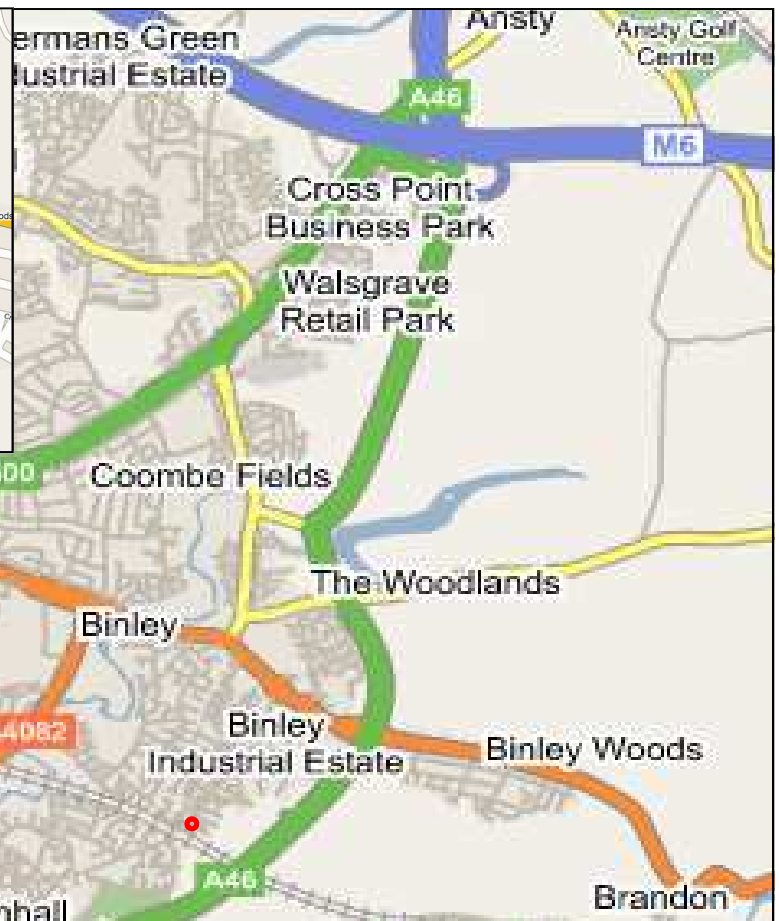 Ansty
ermans Green
dustrial Estate
Ansty Golf
Centre
A46
M6
Cross Point
Business Park
Walsgrave
Retail Park
Coombe Fields
The Woodlands
Binley
4082
Binley
Industrial Estate
Binley Woods
A46
Brandon